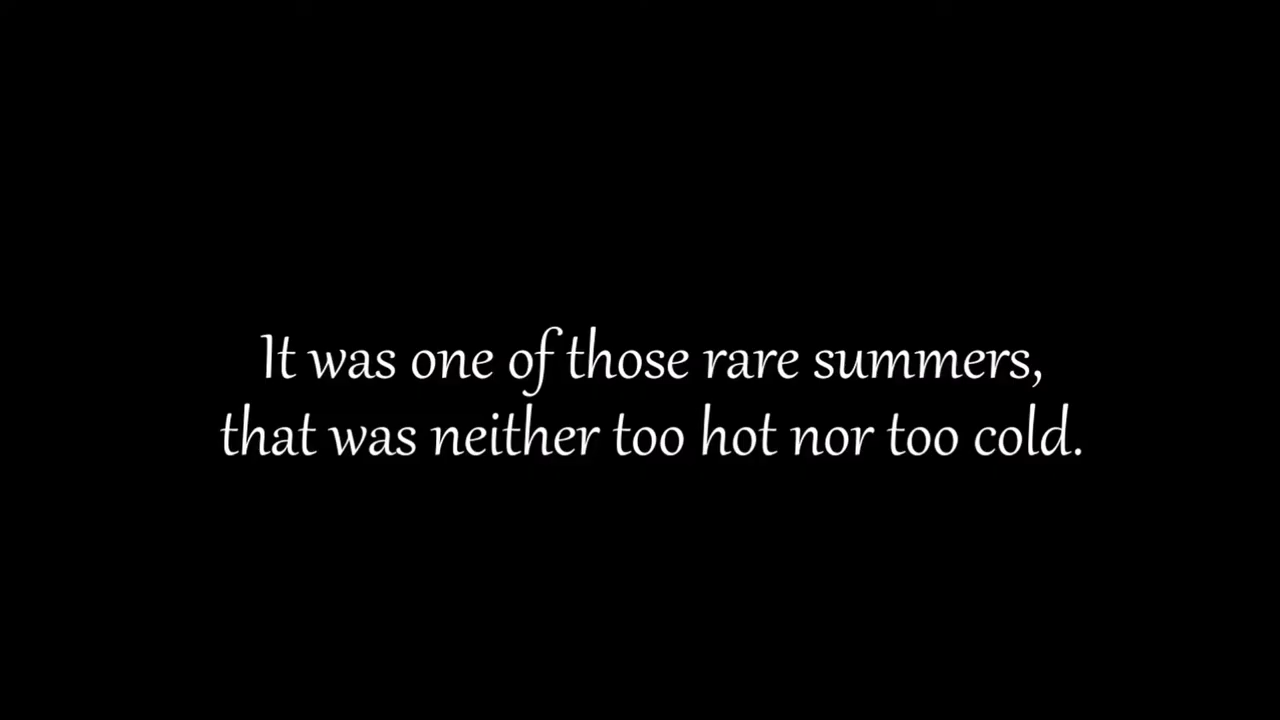 It was one of those rare summers,
that was neither too hot nor too cold.